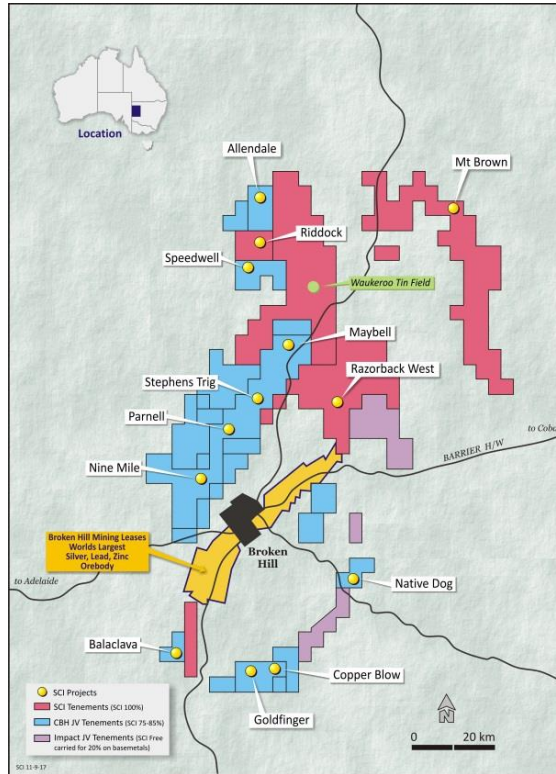 Location
Allendale
Mt Brown
Riddock
Speedwell
Waukeroo Tin Field
Maybell
Stephens Trig
Razorback West
Parnell
to Coba
BARRIER H/W
Nine Mile
Broken Hill Mining Leases
Worlds Largest
Silver, Lead, Zinc
Orebody
Broken
Hill
to Adelaide
Native Dog
Balaclava
Copper Blow
Goldfinger
SCI Projects
SCI Tenements (SCI 100%)
CBH JV Tenements (SCI 75-85%)
Impact JV Tenements (SCI Free
carried for 20% on basemetals)
N
0 20 km
SCI 11-9-17